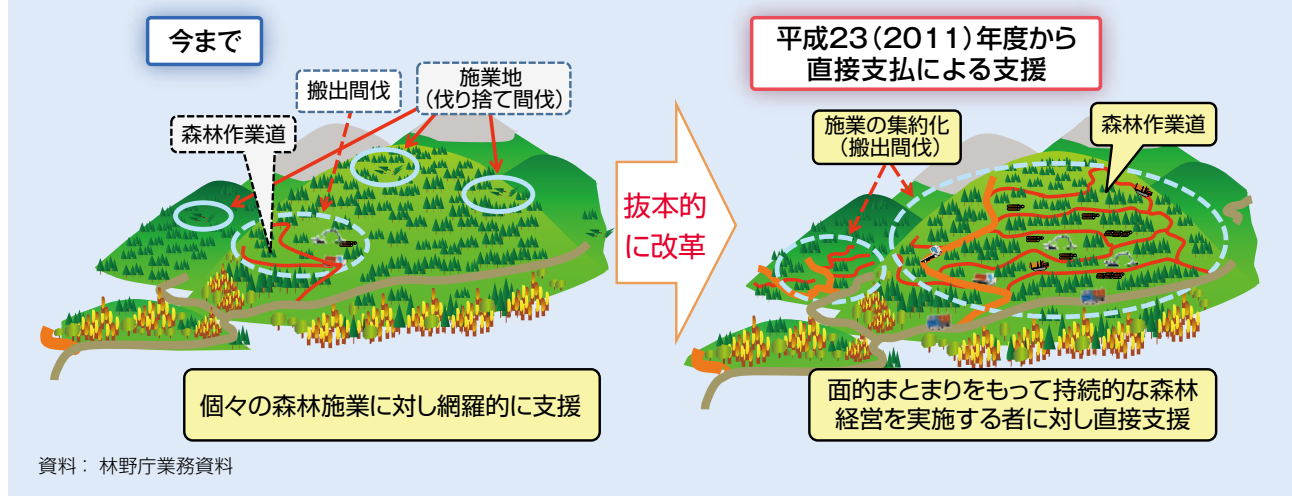 今まで
搬出間伐
施業地
(伐り捨て間伐)
森林作業道
個々の森林施業に対し網羅的に支援
抜本的
に改革
平成23(2011)年度から
直接支払による支援
施業の集約化
(搬出間伐)
森林作業道
面的まとまりをもって持続的な森林
経営を実施する者に対し直接支援
資料： 林野庁業務資料